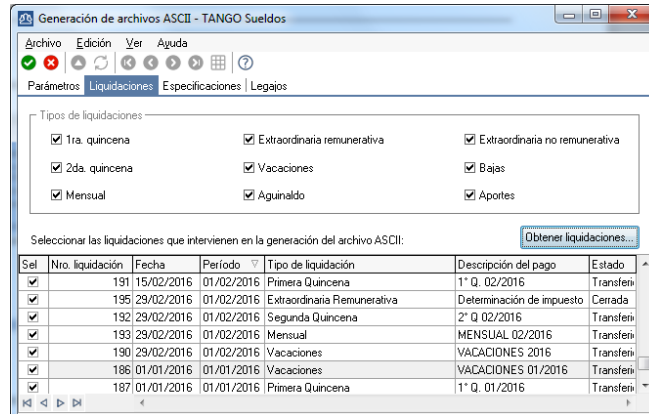 Generación de archivos ASCII - TANGO Sueldos
Archivo Edición Ver Ayuda
Parámetros Liquidaciones Especificaciones Legajos
Tipos de liquidaciones
1ra. quincena Extraordinaria remunerativa Extraordinaria no remunerativa
2da. quincena Vacaciones Bajas
Mensual Aguinaldo Aportes
Seleccionar las liquidaciones que intervienen en la generación del archivo ASCII: Obtener liquidaciones...
Sel Nro. liquidación Fecha Período Tipo de liquidación Descripción del pago Estado
191 15/02/2016 01/02/2016 Primera Quincena 1° Q. 02/2016 Transferi
195 29/02/2016 01/02/2016 Extraordinaria Remunerativa Determinación de impuesto Cerrada
192 29/02/2016 01/02/2016 Segunda Quincena 2° Q 02/2016 Transferi
193 29/02/2016 01/02/2016 Mensual MENSUAL 02/2016 Transferi
190 29/02/2016 01/02/2016 Vacaciones VACACIONES 2016 Transferi
186 01/01/2016 01/01/2016 Vacaciones VACACIONES 01/2016 Transferi
187 01/01/2016 01/01/2016 Primera Quincena 1° Q. 01/2016 Transferi